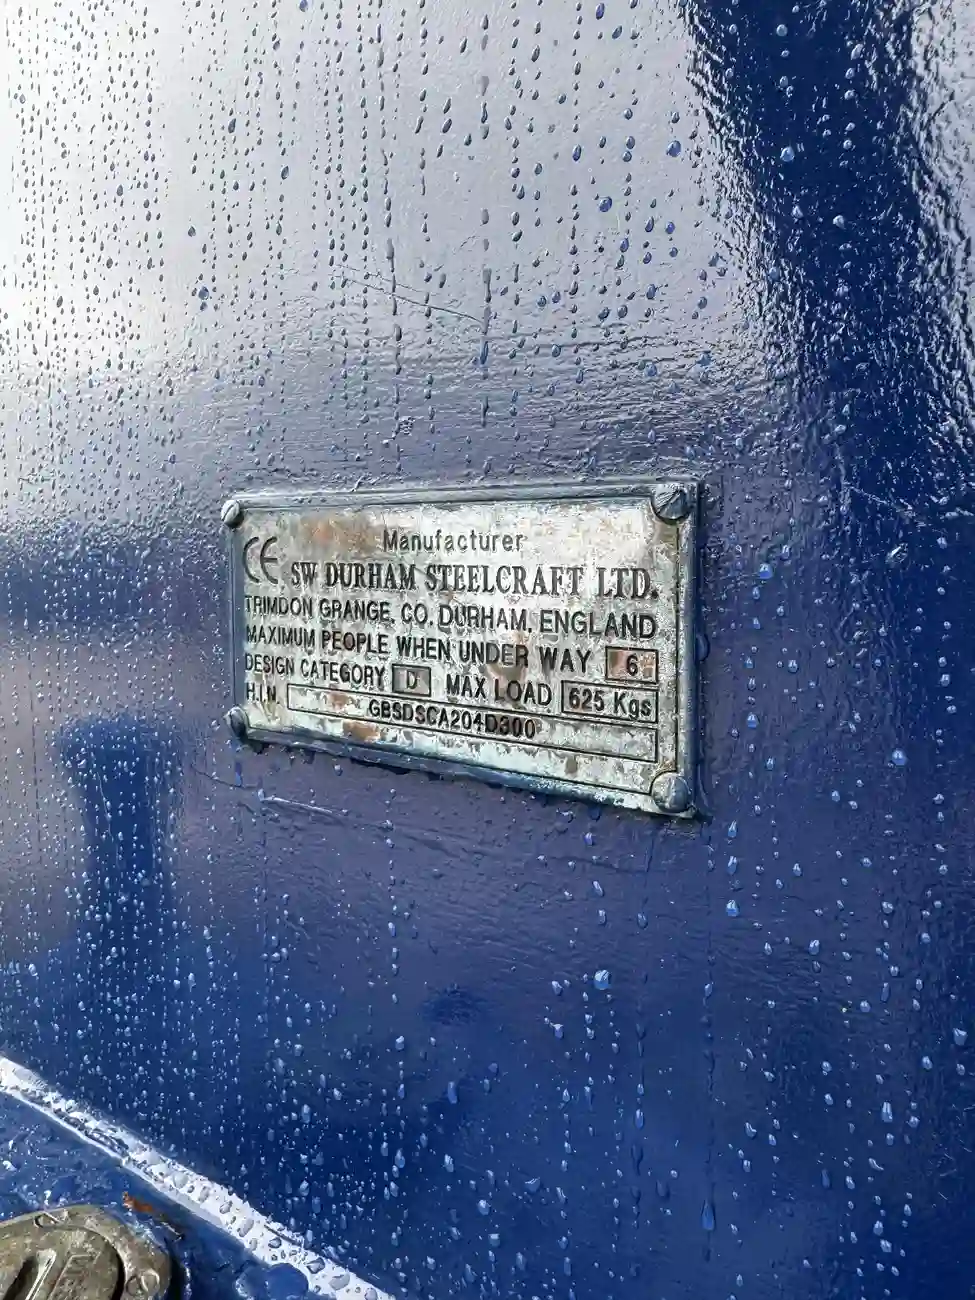 Manufacturer
CE SW DURHAM STEELCRAFT LTD.
TRIMDON GRANGE, CO. DURHAM, ENGLAND
MAXIMUM PEOPLE WHEN UNDER WAY 6
DESIGN CATEGORY D MAX LOAD 625 Kgs
H.I.N. GBSDSCA204D300